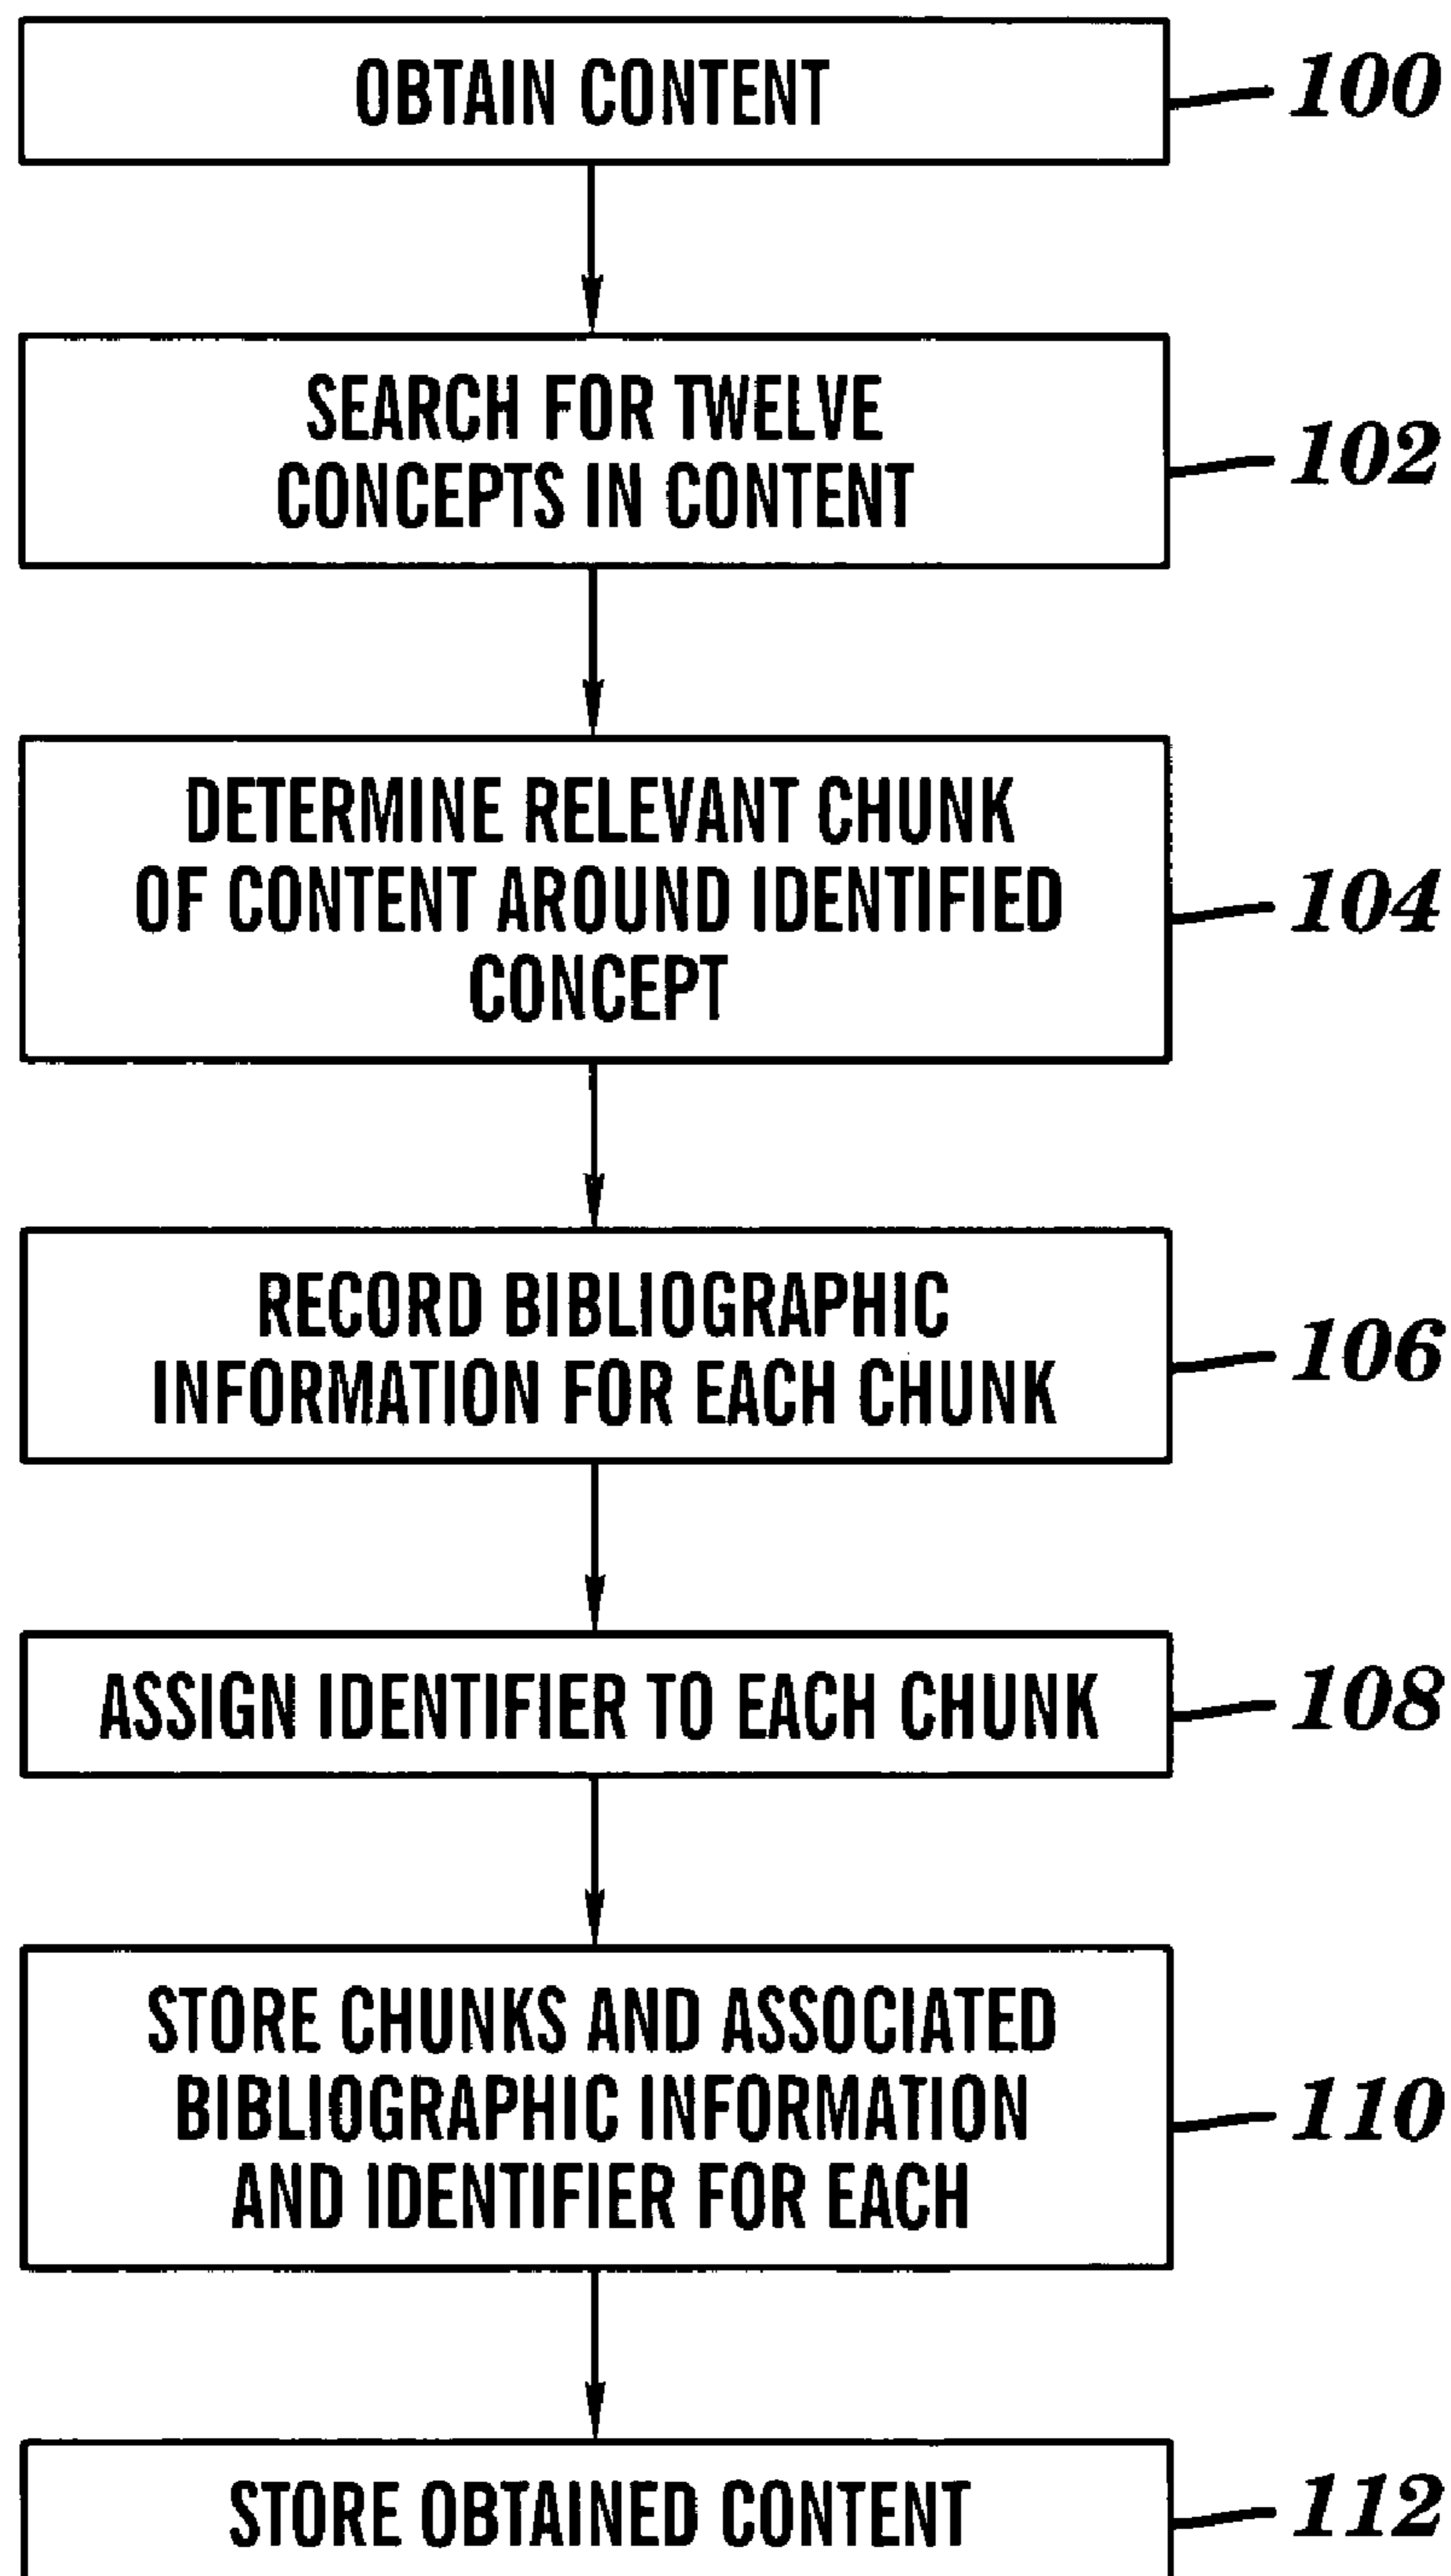 OBTAIN CONTENT
100
SEARCH FOR TWELVE
CONCEPTS IN CONTENT
102
DETERMINE RELEVANT CHUNK
OF CONTENT AROUND IDENTIFIED
CONCEPT
104
RECORD BIBLIOGRAPHIC
INFORMATION FOR EACH CHUNK
106
ASSIGN IDENTIFIER TO EACH CHUNK
108
STORE CHUNKS AND ASSOCIATED
BIBLIOGRAPHIC INFORMATION
AND IDENTIFIER FOR EACH
110
STORE OBTAINED CONTENT
112